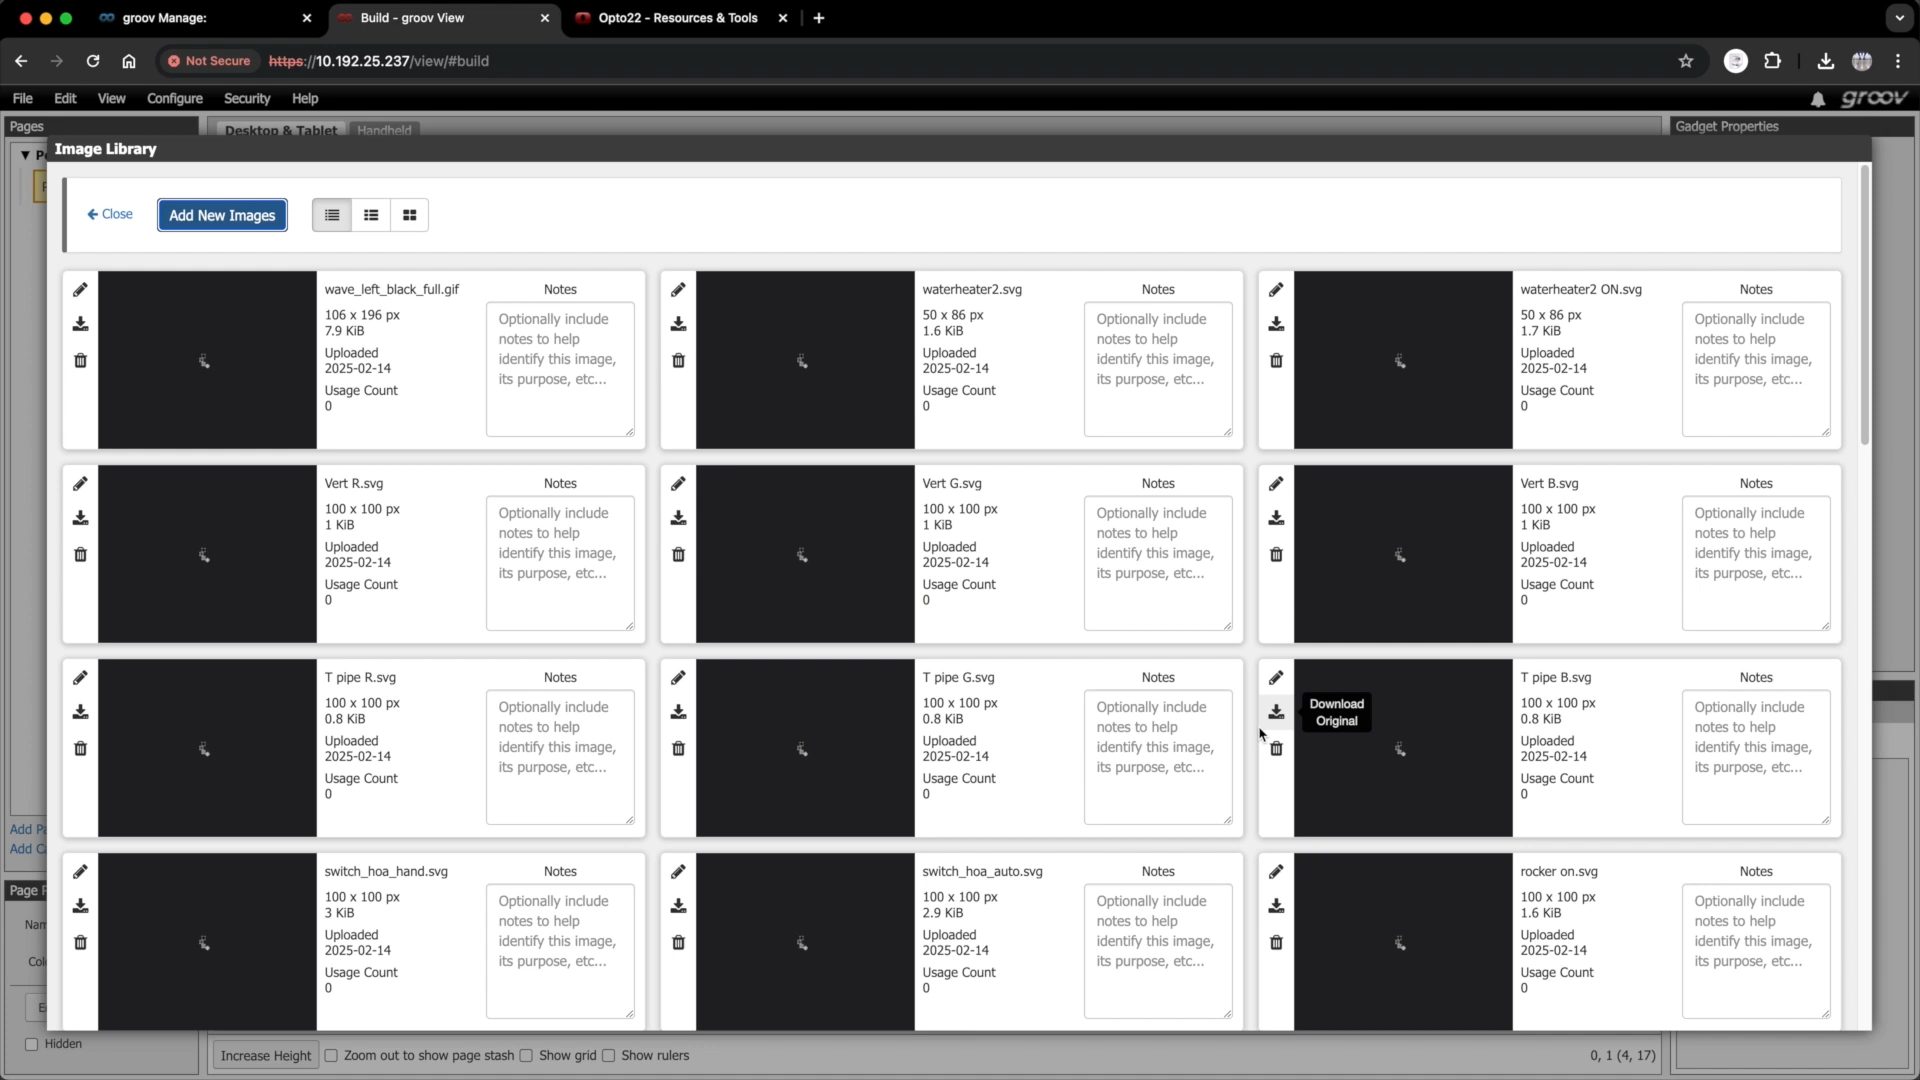 groov Manage:
Build - groov View
Opto22 - Resources & Tools
Not Secure
https://10.192.25.237/view/#build
File
Edit
View
Configure
Security
Help
groov
Pages
Desktop & Tablet
Handheld
Gadget Properties
Image Library
Close
Add New Images
wave_left_black_full.gif
106 x 196 px
7.9 KiB
Uploaded
2025-02-14
Usage Count
0
Notes
Optionally include
notes to help
identify this image,
its purpose, etc...
waterheater2.svg
50 x 86 px
1.6 KiB
Uploaded
2025-02-14
Usage Count
0
Notes
Optionally include
notes to help
identify this image,
its purpose, etc...
waterheater2 ON.svg
50 x 86 px
1.7 KiB
Uploaded
2025-02-14
Usage Count
0
Notes
Optionally include
notes to help
identify this image,
its purpose, etc...
Vert R.svg
100 x 100 px
1 KiB
Uploaded
2025-02-14
Usage Count
0
Notes
Optionally include
notes to help
identify this image,
its purpose, etc...
Vert G.svg
100 x 100 px
1 KiB
Uploaded
2025-02-14
Usage Count
0
Notes
Optionally include
notes to help
identify this image,
its purpose, etc...
Vert B.svg
100 x 100 px
1 KiB
Uploaded
2025-02-14
Usage Count
0
Notes
Optionally include
notes to help
identify this image,
its purpose, etc...
T pipe R.svg
100 x 100 px
0.8 KiB
Uploaded
2025-02-14
Usage Count
0
Notes
Optionally include
notes to help
identify this image,
its purpose, etc...
T pipe G.svg
100 x 100 px
0.8 KiB
Uploaded
2025-02-14
Usage Count
0
Notes
Optionally include
notes to help
identify this image,
its purpose, etc...
Download
Original
T pipe B.svg
100 x 100 px
0.8 KiB
Uploaded
2025-02-14
Usage Count
0
Notes
Optionally include
notes to help
identify this image,
its purpose, etc...
switch_hoa_hand.svg
100 x 100 px
3 KiB
Uploaded
2025-02-14
Usage Count
0
Notes
Optionally include
notes to help
identify this image,
its purpose, etc...
switch_hoa_auto.svg
100 x 100 px
2.9 KiB
Uploaded
2025-02-14
Usage Count
0
Notes
Optionally include
notes to help
identify this image,
its purpose, etc...
rocker on.svg
100 x 100 px
1.6 KiB
Uploaded
2025-02-14
Usage Count
0
Notes
Optionally include
notes to help
identify this image,
its purpose, etc...
Add
Add
Page
Hidden
Increase Height
Zoom out to show page stash
Show grid
Show rulers
0, 1 (4, 17)